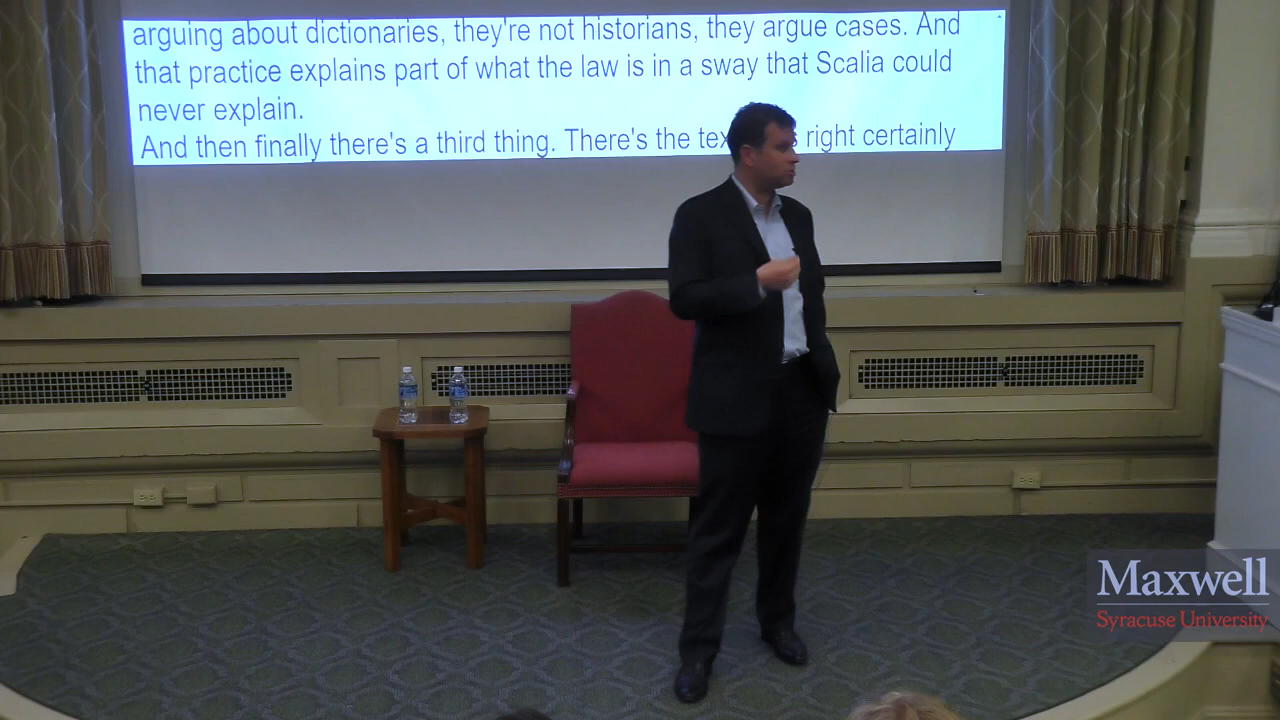 arguing about dictionaries, they're not historians, they argue cases. And
that practice explains part of what the law is in a sway that Scalia could
never explain.
And then finally there's a third thing. There's the right certainly
Maxwell
Syracuse University